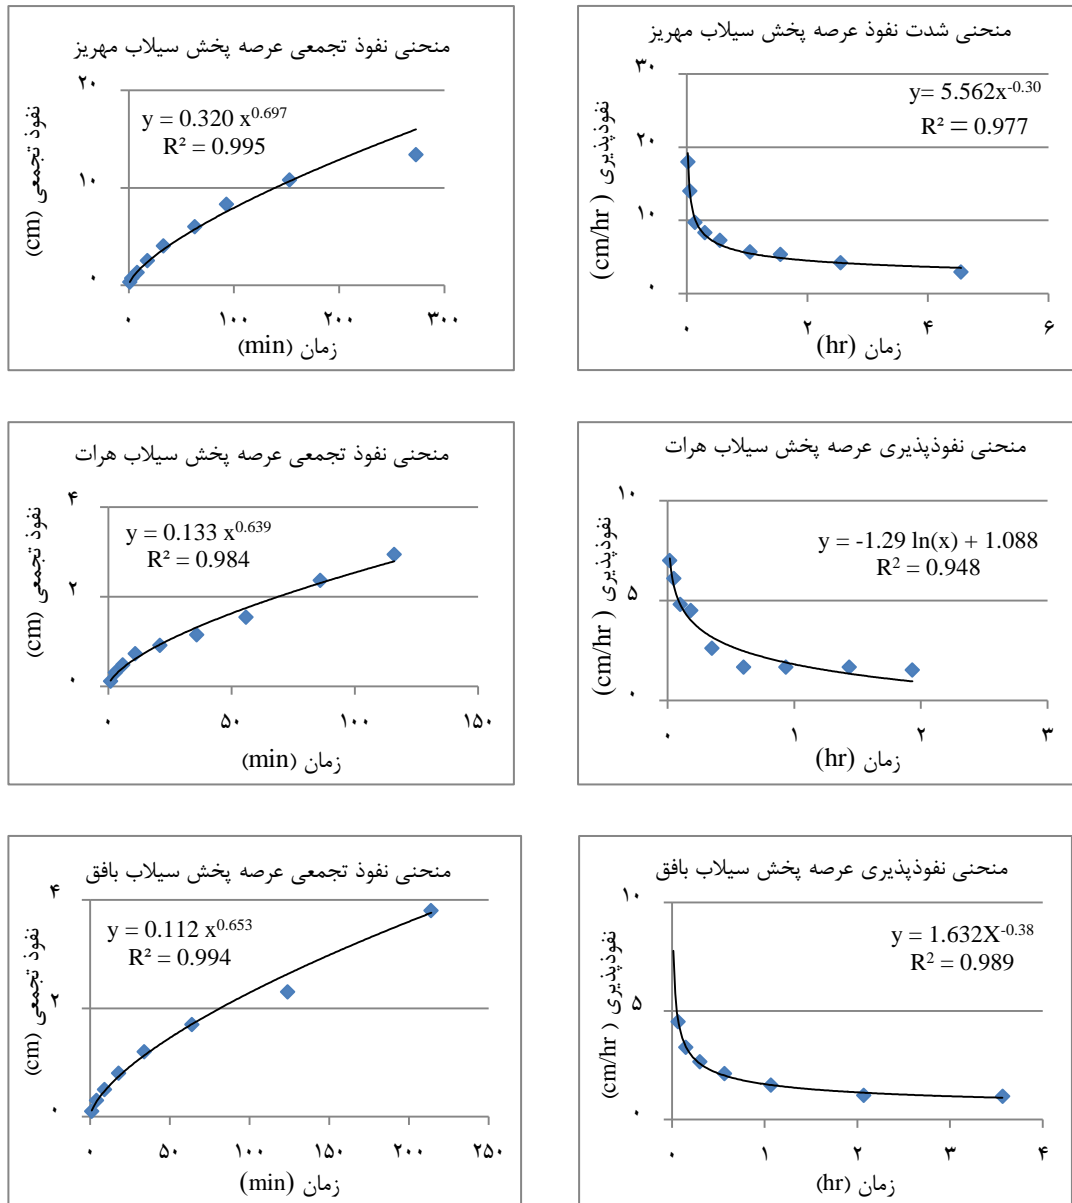 منحنی نفوذ تجمعی عرصه پخش سیلاب مهریز
نفوذ تجمعی (cm)
۲۰
۱۰
۰
y = 0.320 x^0.697
R² = 0.995
۰ ۱۰۰ ۲۰۰ ۳۰۰
زمان (min)
منحنی شدت نفوذ عرصه پخش سیلاب مهریز
نفوذپذیری (cm/hr)
۳۰
۲۰
۱۰
۰
y= 5.562x^-0.30
R² = 0.977
۰ ۲ ۴ ۶
زمان (hr)
منحنی نفوذ تجمعی عرصه پخش سیلاب هرات
نفوذ تجمعی (cm)
۴
۲
۰
y = 0.133 x^0.639
R² = 0.984
۰ ۵۰ ۱۰۰ ۱۵۰
زمان (min)
منحنی نفوذپذیری عرصه پخش سیلاب هرات
نفوذپذیری (cm/hr)
۱۰
۵
۰
y = -1.29 ln(x) + 1.088
R² = 0.948
۰ ۱ ۲ ۳
زمان (hr)
منحنی نفوذ تجمعی عرصه پخش سیلاب بافق
نفوذ تجمعی (cm)
۴
۲
۰
y = 0.112 x^0.653
R² = 0.994
۰ ۵۰ ۱۰۰ ۱۵۰ ۲۰۰ ۲۵۰
زمان (min)
منحنی نفوذپذیری عرصه پخش سیلاب بافق
نفوذپذیری (cm/hr)
۱۰
۵
۰
y = 1.632X^-0.38
R² = 0.989
۰ ۱ ۲ ۳ ۴
زمان (hr)